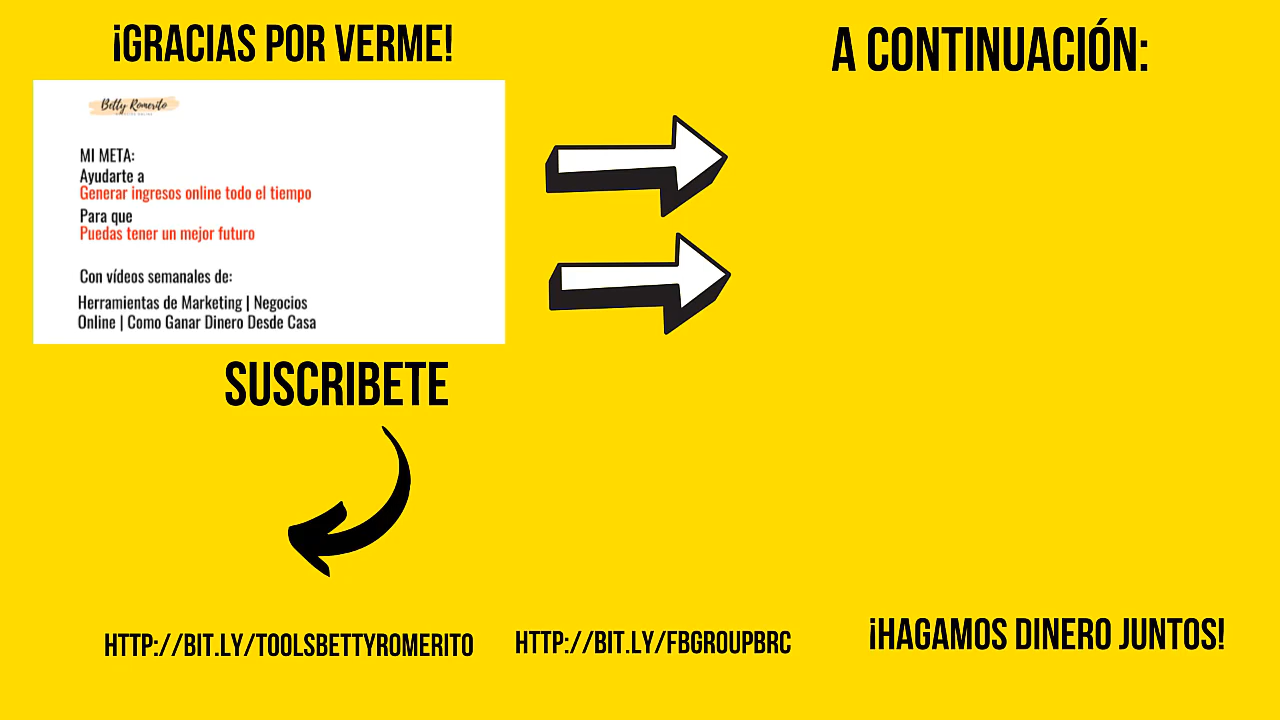 ¡GRACIAS POR VERME!
A CONTINUACIÓN:
Betty Romerito
MI META:
Ayudarte a
Generar ingresos online todo el tiempo
Para que
Puedas tener un mejor futuro
Con vídeos semanales de:
Herramientas de Marketing | Negocios
Online | Como Ganar Dinero Desde Casa
SUSCRIBETE
HTTP://BIT.LY/TOOLSBETTYROMERITO
HTTP://BIT.LY/FBGROUPBRC
¡HAGAMOS DINERO JUNTOS!